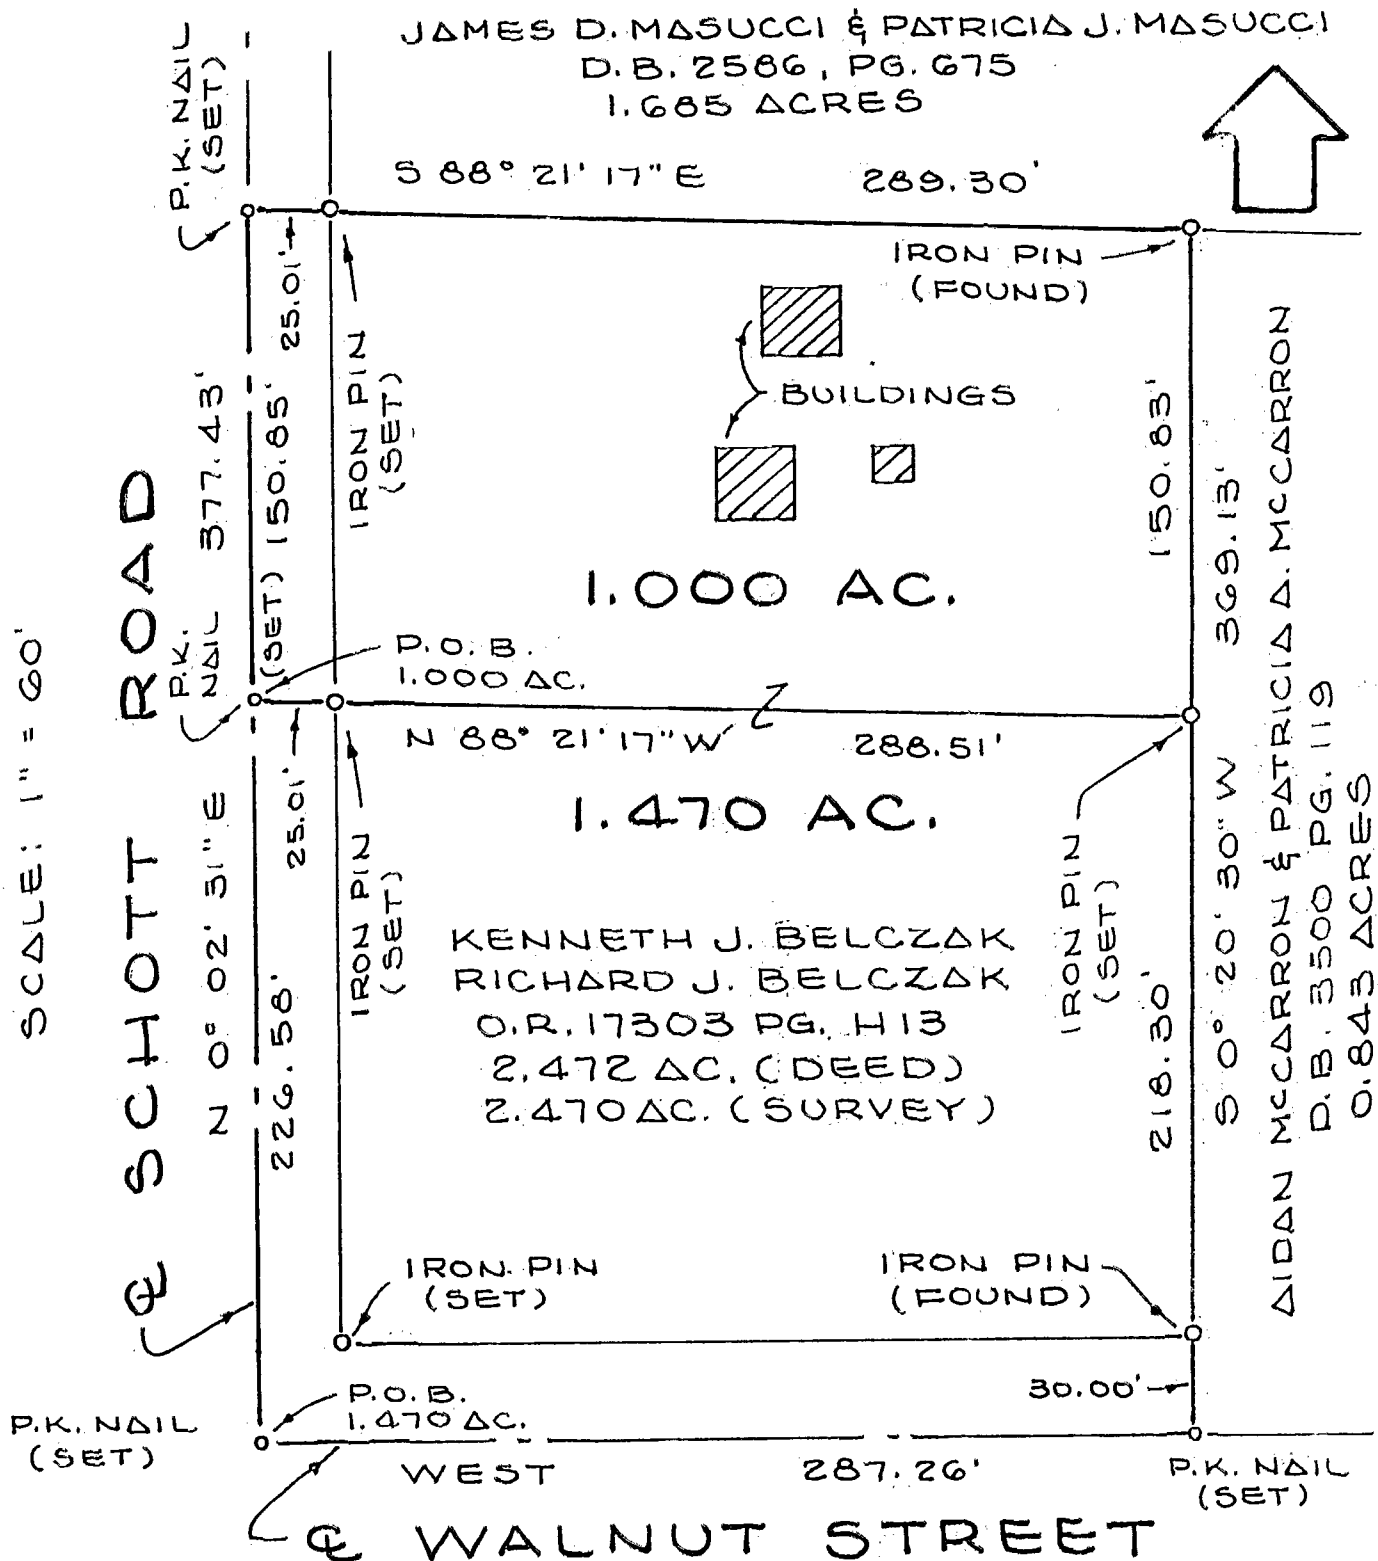 JAMES D. MASUCCI & PATRICIA J. MASUCCI
D.B. 2586, PG. 675
1.685 ACRES
P.K. NAIL
(SET)
S 88° 21' 17" E 289.30'
IRON PIN
(FOUND)
25.01'
IRON PIN
(SET)
BUILDINGS
150.83'
377.43'
150.85'
369.13'
1.000 AC.
P.K.
NAIL
(SET)
P.O.B.
1.000 AC.
N 88° 21' 17" W 288.51'
25.01'
1.470 AC.
IRON PIN
(SET)
IRON PIN
(SET)
KENNETH J. BELCZAK
RICHARD J. BELCZAK
O.R. 17303 PG. H13
2.472 AC. (DEED)
2.470 AC. (SURVEY)
SCALE: 1" = 60'
℄ SCHOTT ROAD
N 0° 02' 31" E
226.58'
218.30'
S 0° 20' 30" W
AIDAN MCCARRON & PATRICIA A. MCCARRON
D.B. 3500 PG. 119
0.843 ACRES
IRON PIN
(SET)
IRON PIN
(FOUND)
30.00'
P.O.B.
1.470 AC.
P.K. NAIL
(SET)
WEST 287.26'
P.K. NAIL
(SET)
℄ WALNUT STREET